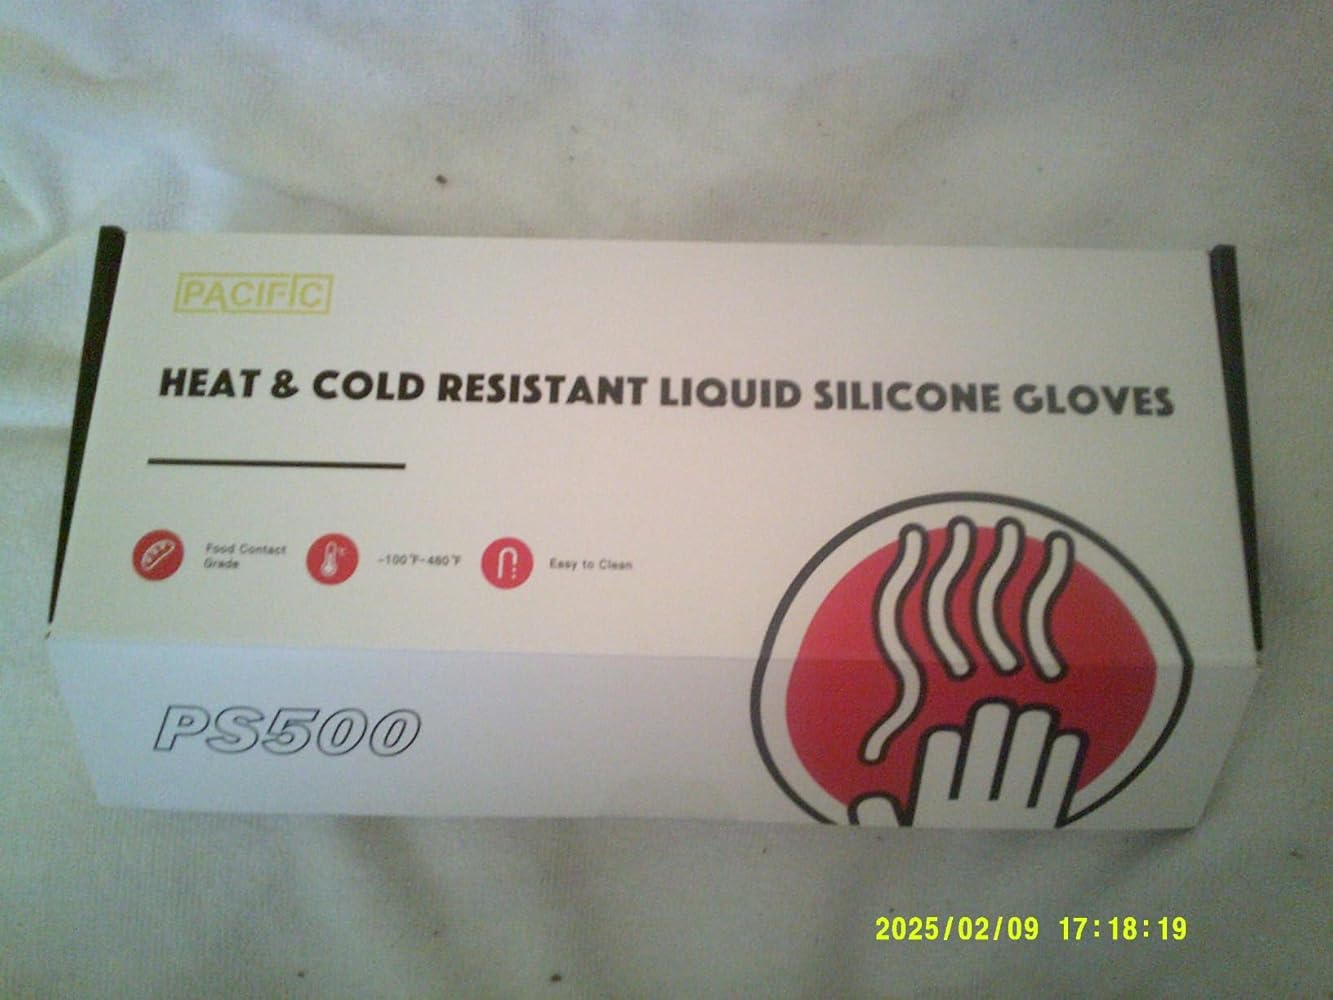 PACIFIC
HEAT & COLD RESISTANT LIQUID SILICONE GLOVES
Food Contact
Grade
°C
-100°F-460°F
Easy to Clean
PS500
2025/02/09 17:18:19